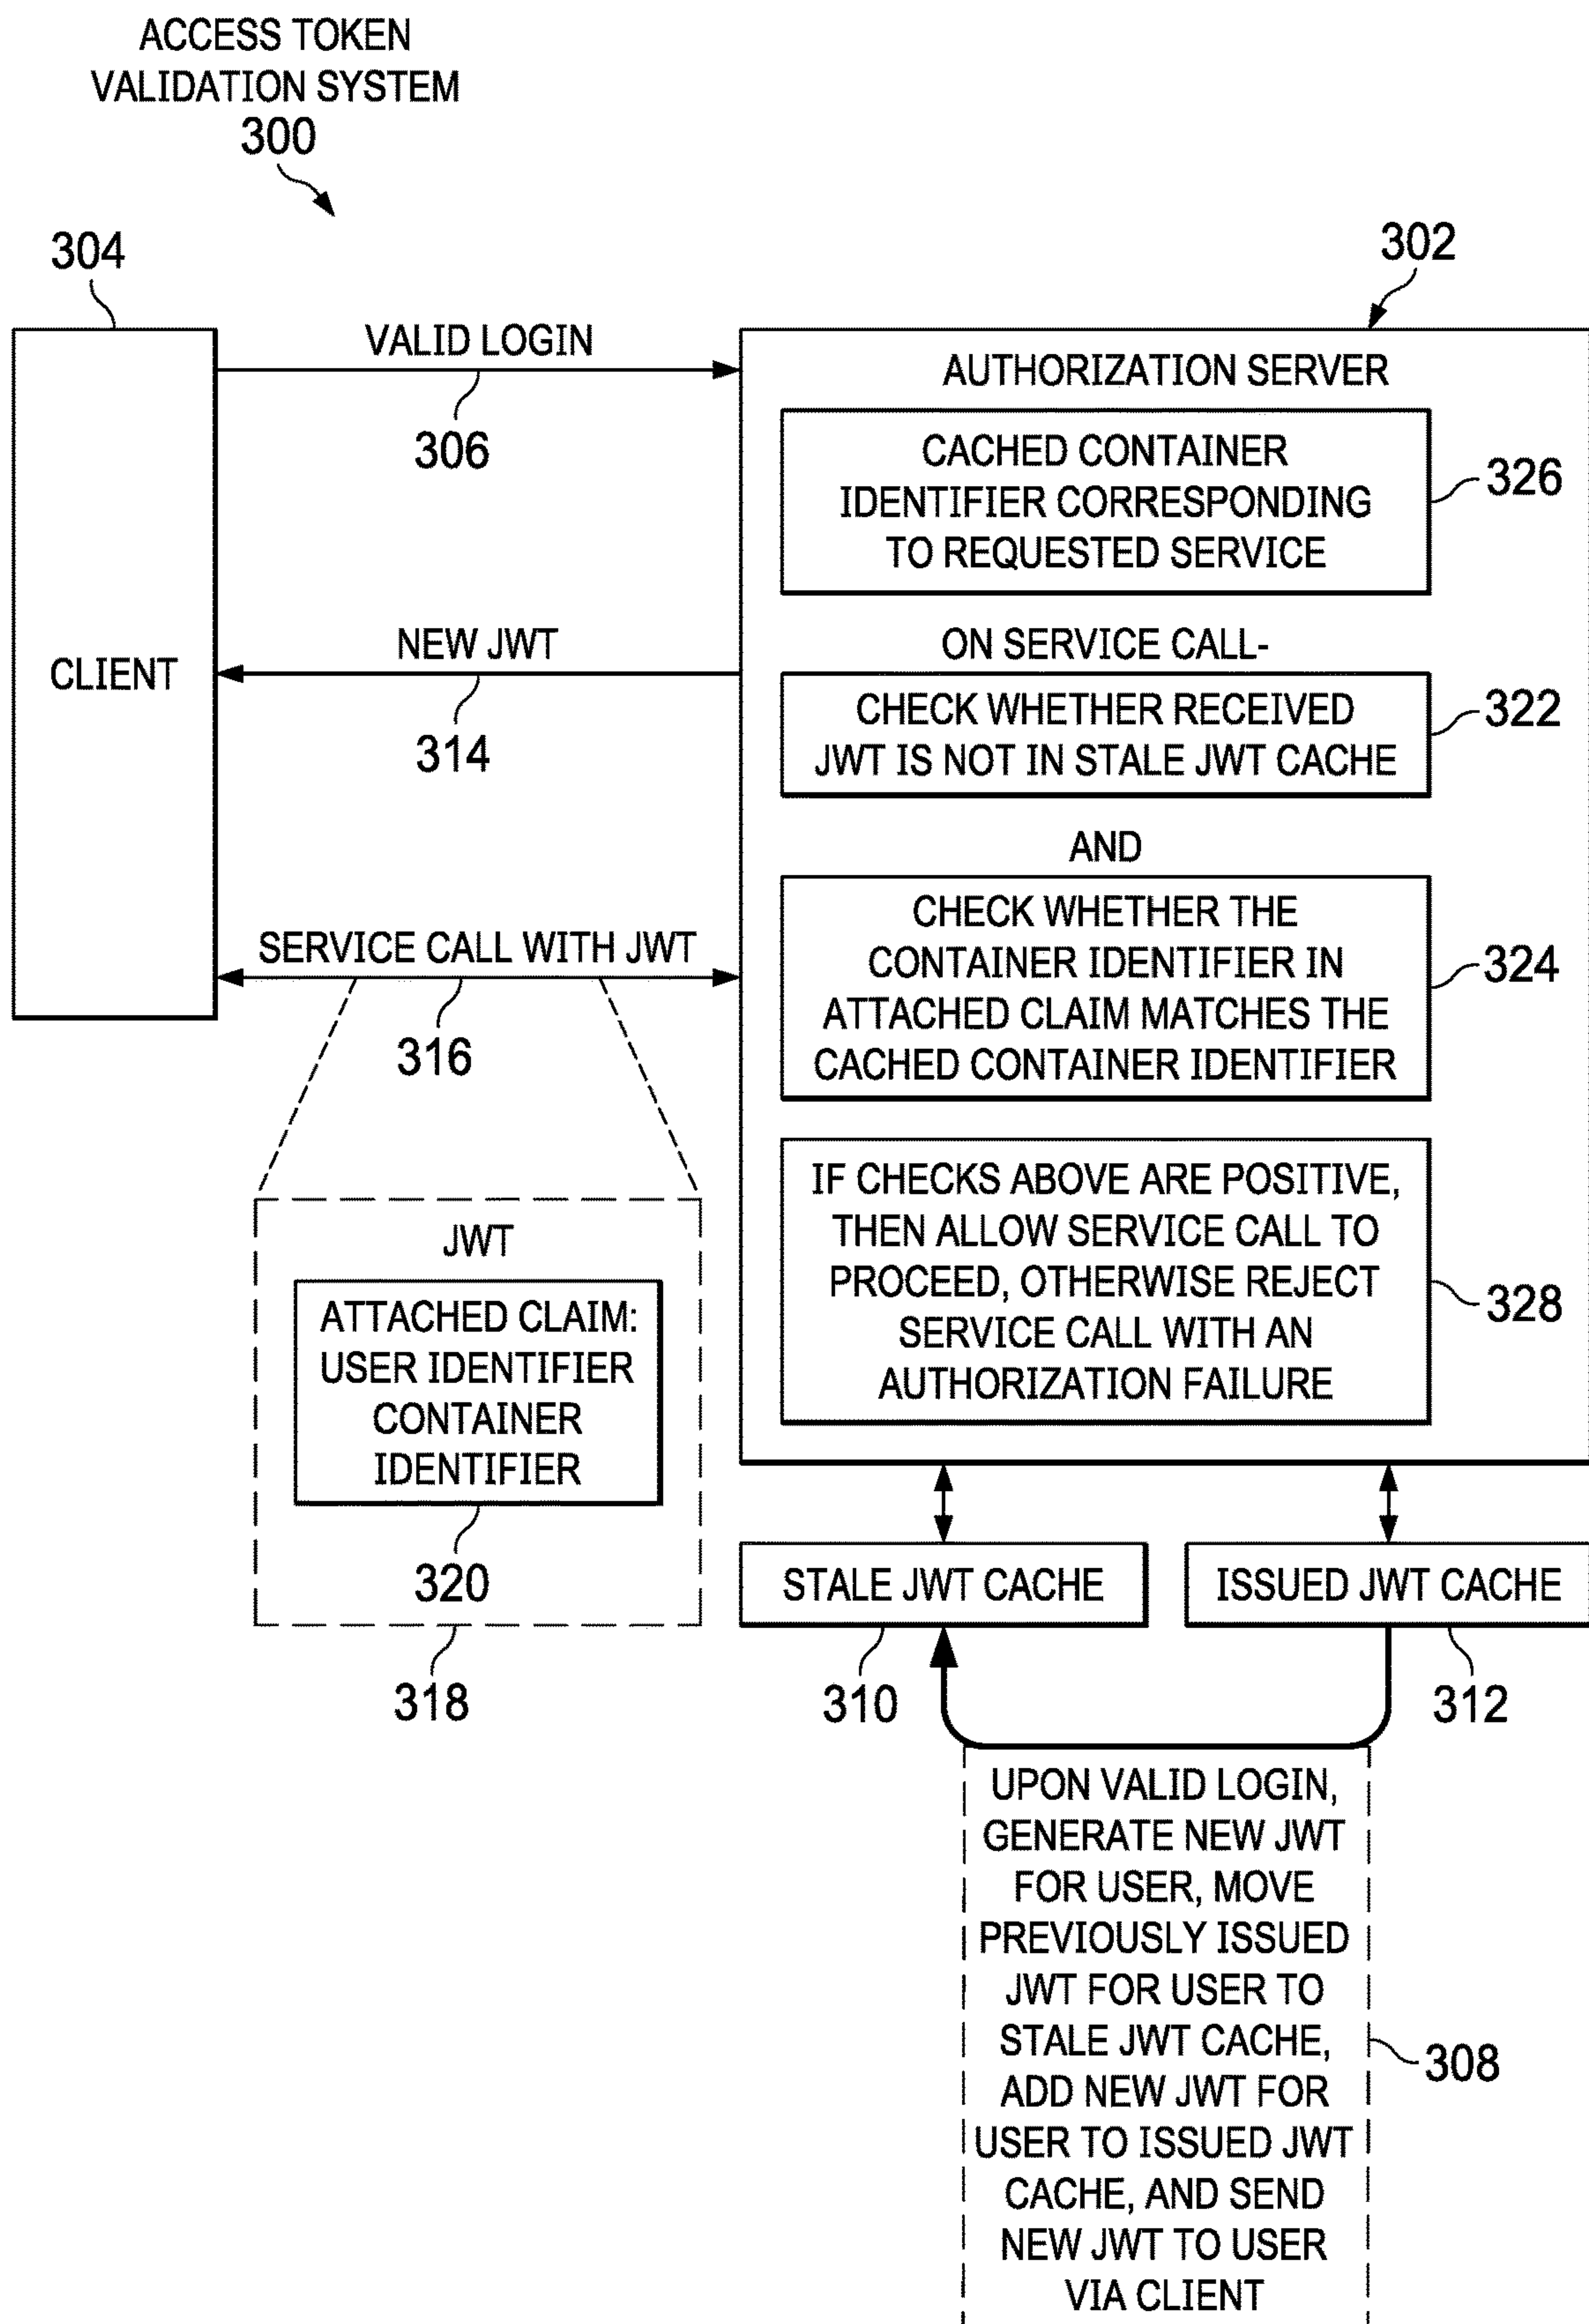 ACCESS TOKEN
VALIDATION SYSTEM
300
304
302
VALID LOGIN
306
CLIENT
NEW JWT
314
SERVICE CALL WITH JWT
316
JWT
ATTACHED CLAIM:
USER IDENTIFIER
CONTAINER
IDENTIFIER
320
318
AUTHORIZATION SERVER
CACHED CONTAINER
IDENTIFIER CORRESPONDING
TO REQUESTED SERVICE
326
ON SERVICE CALL-
CHECK WHETHER RECEIVED
JWT IS NOT IN STALE JWT CACHE
322
AND
CHECK WHETHER THE
CONTAINER IDENTIFIER IN
ATTACHED CLAIM MATCHES THE
CACHED CONTAINER IDENTIFIER
324
IF CHECKS ABOVE ARE POSITIVE,
THEN ALLOW SERVICE CALL TO
PROCEED, OTHERWISE REJECT
SERVICE CALL WITH AN
AUTHORIZATION FAILURE
328
STALE JWT CACHE
310
ISSUED JWT CACHE
312
UPON VALID LOGIN,
GENERATE NEW JWT
FOR USER, MOVE
PREVIOUSLY ISSUED
JWT FOR USER TO
STALE JWT CACHE,
ADD NEW JWT FOR
USER TO ISSUED JWT
CACHE, AND SEND
NEW JWT TO USER
VIA CLIENT
308